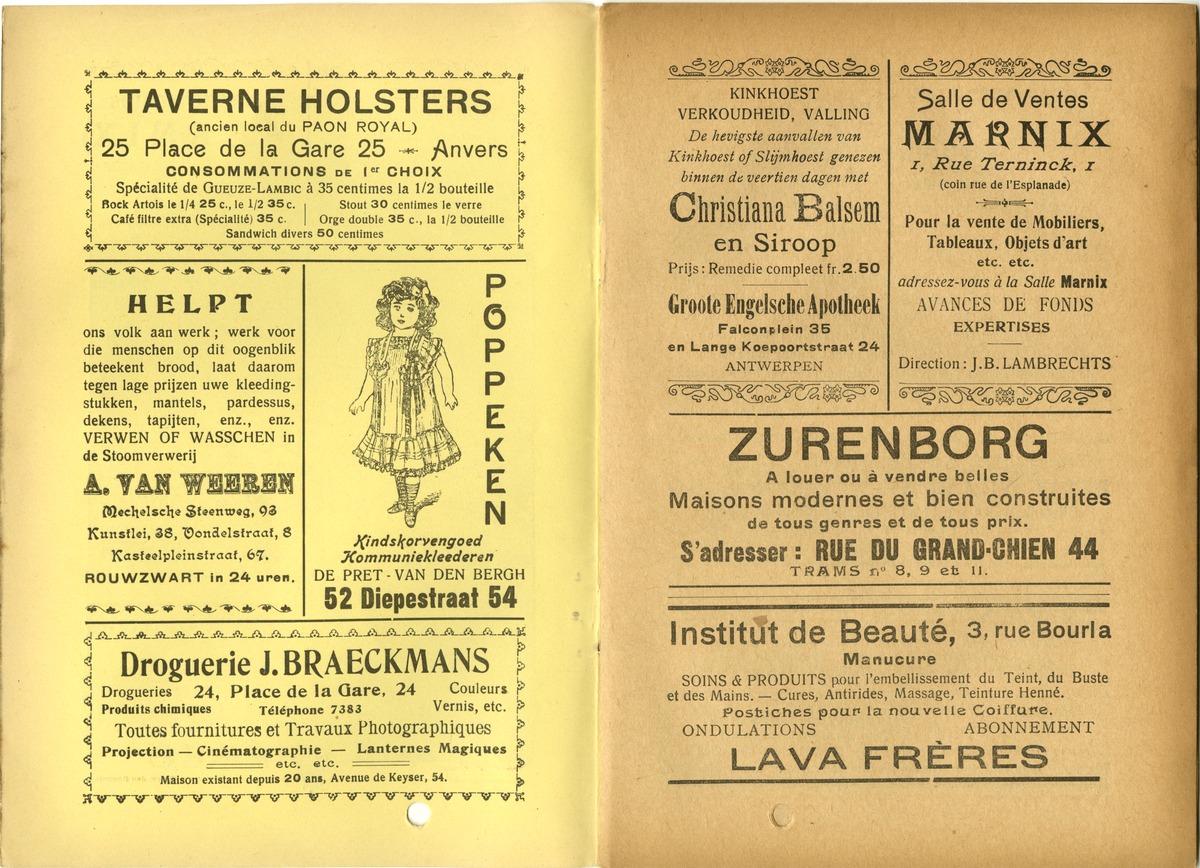 TAVERNE HOLSTERS
(ancien local du PAON ROYAL)
25 Place de la Gare 25 — Anvers
CONSOMMATIONS DE 1er CHOIX
Spécialité de GUEUZE-LAMBIC à 35 centimes la 1/2 bouteille
Rock Artois le 1/4 25 c., le 1/2 35 c.
Café filtre extra (Spécialité) 35 c.
Stout 30 centimes le verre
Orge double 35 c., la 1/2 bouteille
Sandwich divers 50 centimes
HELPT
ons volk aan werk ; werk voor
die menschen op dit oogenblik
beteekent brood, laat daarom
tegen lage prijzen uwe kleeding-
stukken, mantels, pardessus,
dekens, tapijten, enz., enz.
VERWEN OF WASSCHEN in
de Stoomverwerij
A. VAN WEEREN
Mechelsche Steenweg, 93
Kunstlei, 38, Vondelstraat, 8
Kasteelpleinstraat, 67.
ROUWZWART in 24 uren.
POPPEKEN
Kindskorvengoed
Kommuniekleederen
DE PRET - VAN DEN BERGH
52 Diepestraat 54
Droguerie J. BRAECKMANS
Drogueries 24, Place de la Gare, 24 Couleurs
Produits chimiques Téléphone 7383 Vernis, etc.
Toutes fournitures et Travaux Photographiques
Projection — Cinématographie — Lanternes Magiques
etc. etc.
Maison existant depuis 20 ans, Avenue de Keyser, 54.
KINKHOEST
VERKOUDHEID, VALLING
De hevigste aanvallen van
Kinkhoest of Slijmhoest genezen
binnen de veertien dagen met
Christiana Balsem
en Siroop
Prijs : Remedie compleet fr. 2.50
Groote Engelsche Apotheek
Falconplein 35
en Lange Koepoortstraat 24
ANTWERPEN
Salle de Ventes
MARNIX
1, Rue Terninck, 1
(coin rue de l'Esplanade)
Pour la vente de Mobiliers,
Tableaux, Objets d'art
etc. etc.
adressez-vous à la Salle Marnix
AVANCES DE FONDS
EXPERTISES
Direction : J.B. LAMBRECHTS
ZURENBORG
A louer ou à vendre belles
Maisons modernes et bien construites
de tous genres et de tous prix.
S'adresser : RUE DU GRAND-CHIEN 44
TRAMS no 8, 9 et 11.
Institut de Beauté, 3, rue Bourla
Manucure
SOINS & PRODUITS pour l'embellissement du Teint, du Buste
et des Mains. — Cures, Antirides, Massage, Teinture Henné.
Postiches pour la nouvelle Coiffure.
ONDULATIONS ABONNEMENT
LAVA FRÈRES